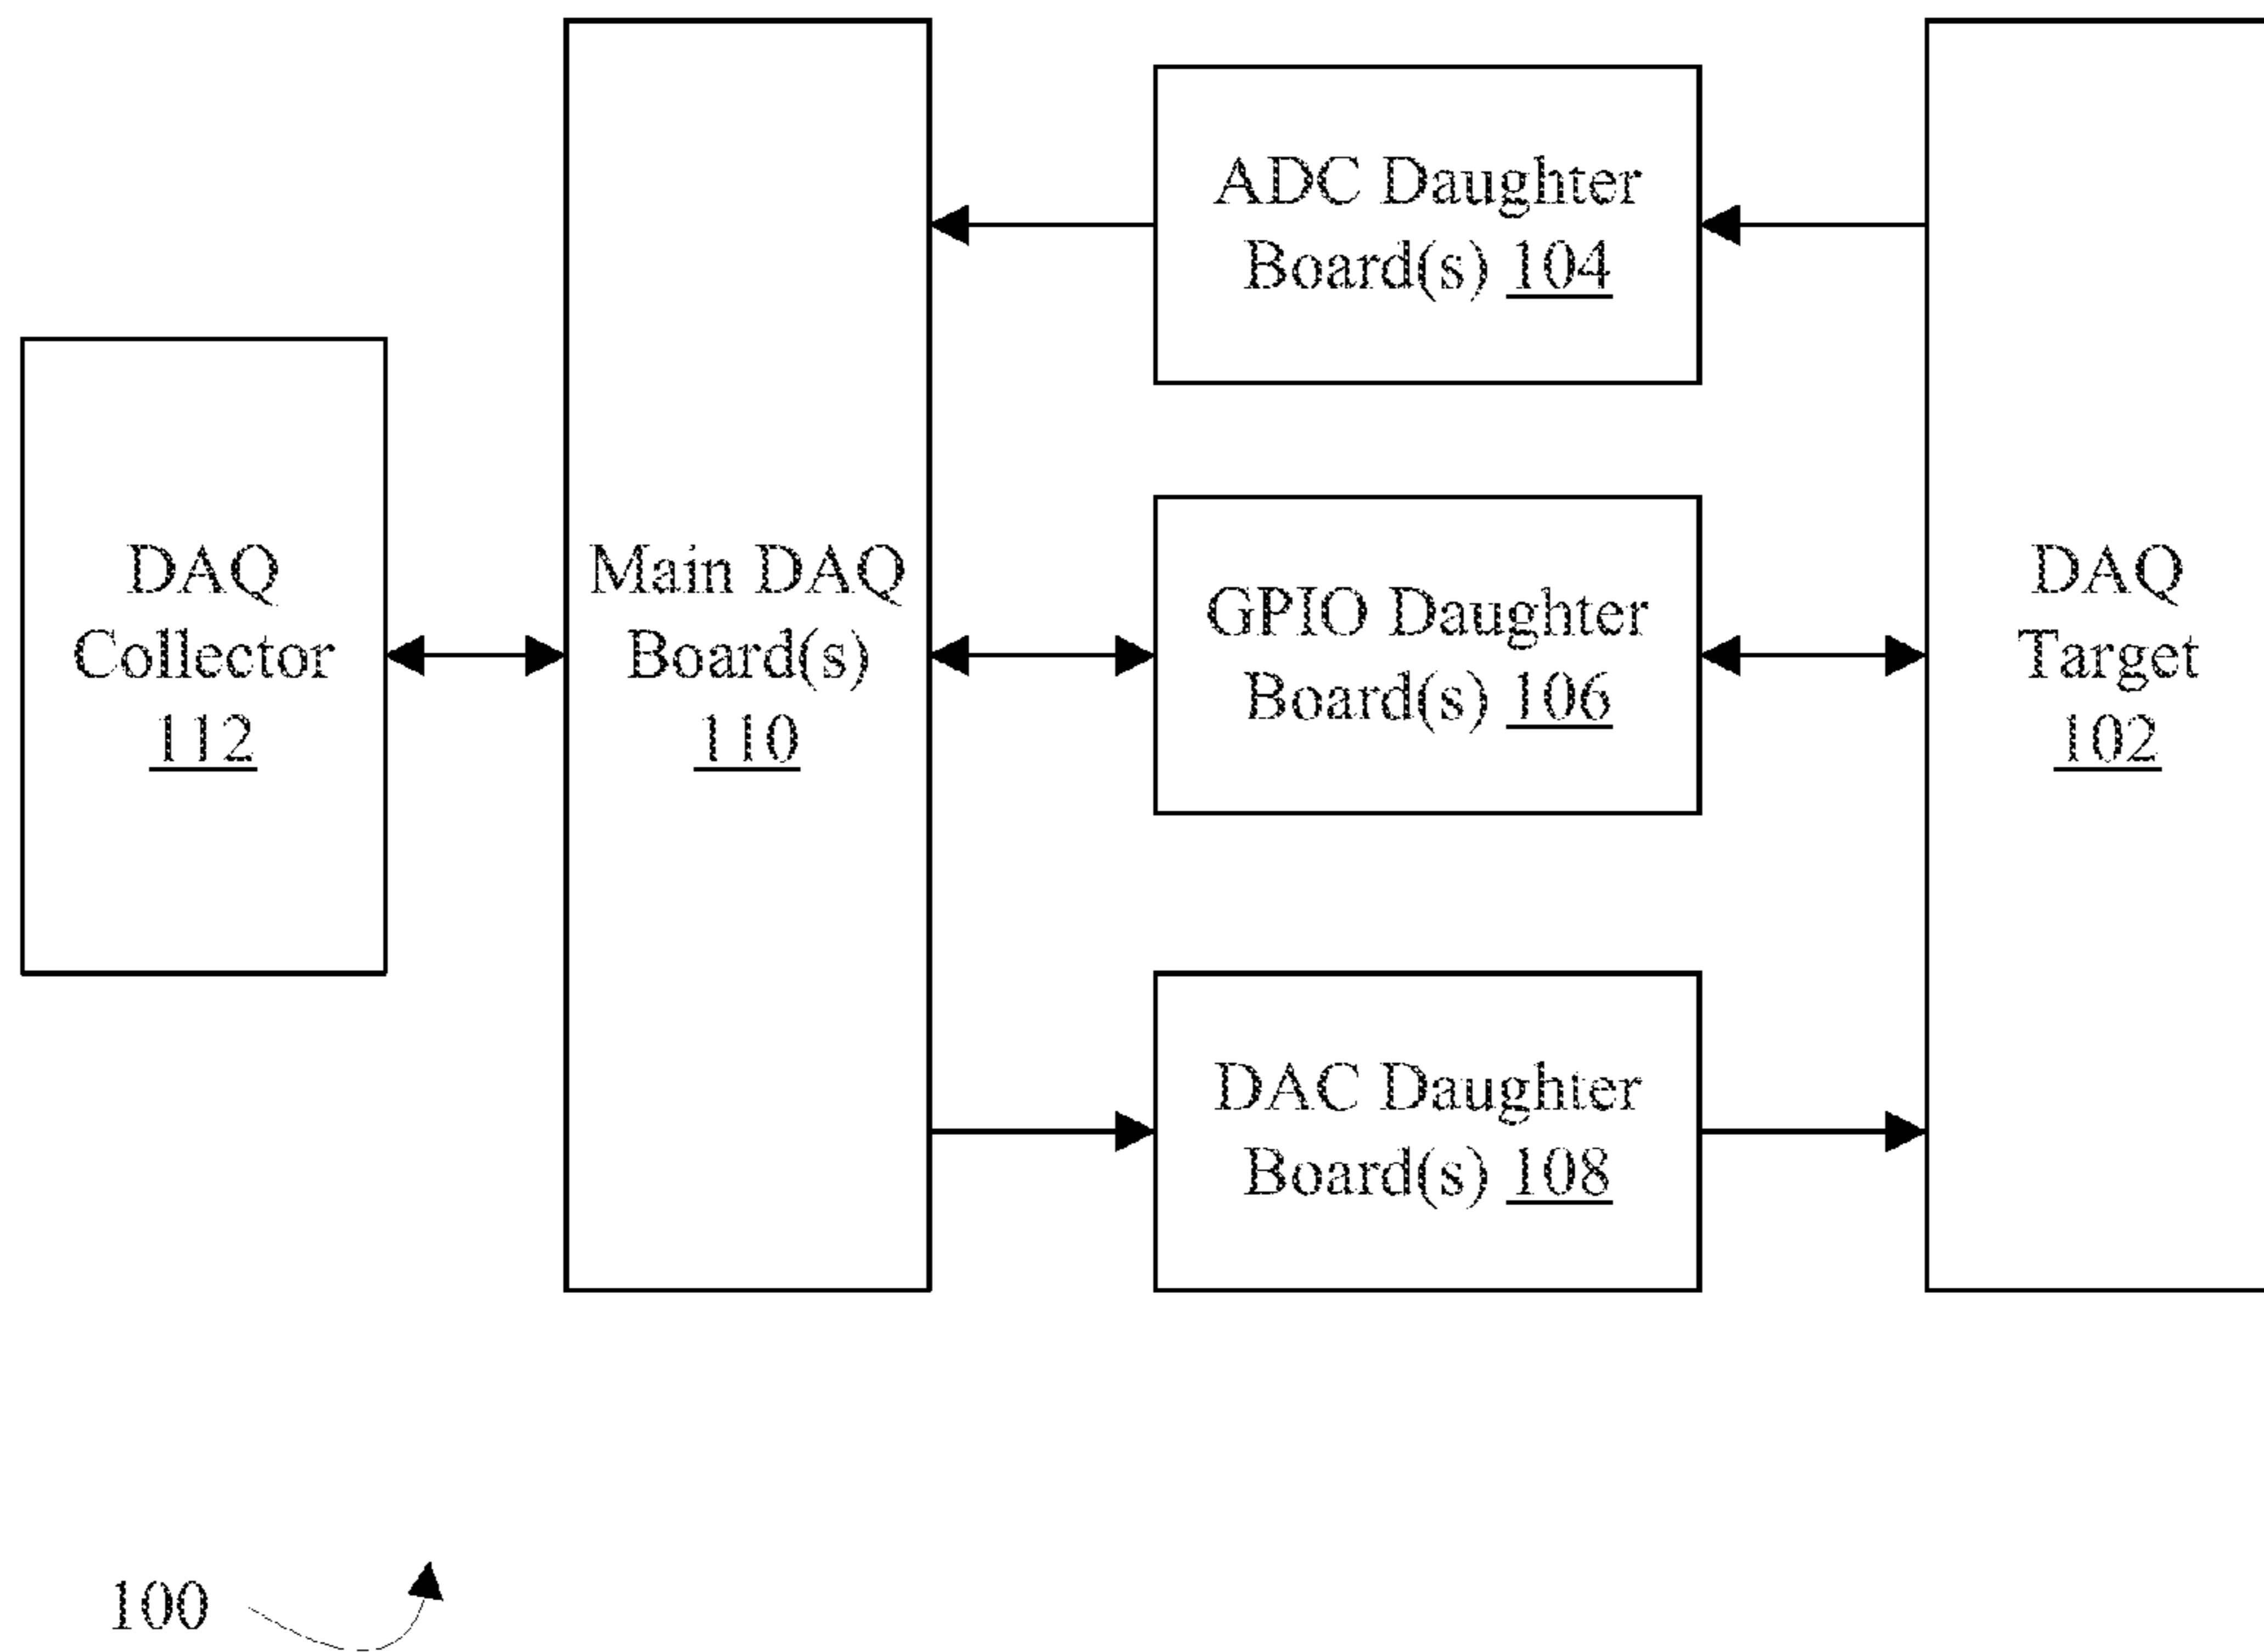 DAQ
Collector
112
Main DAQ
Board(s)
110
ADC Daughter
Board(s) 104
GPIO Daughter
Board(s) 106
DAC Daughter
Board(s) 108
DAQ
Target
102
100